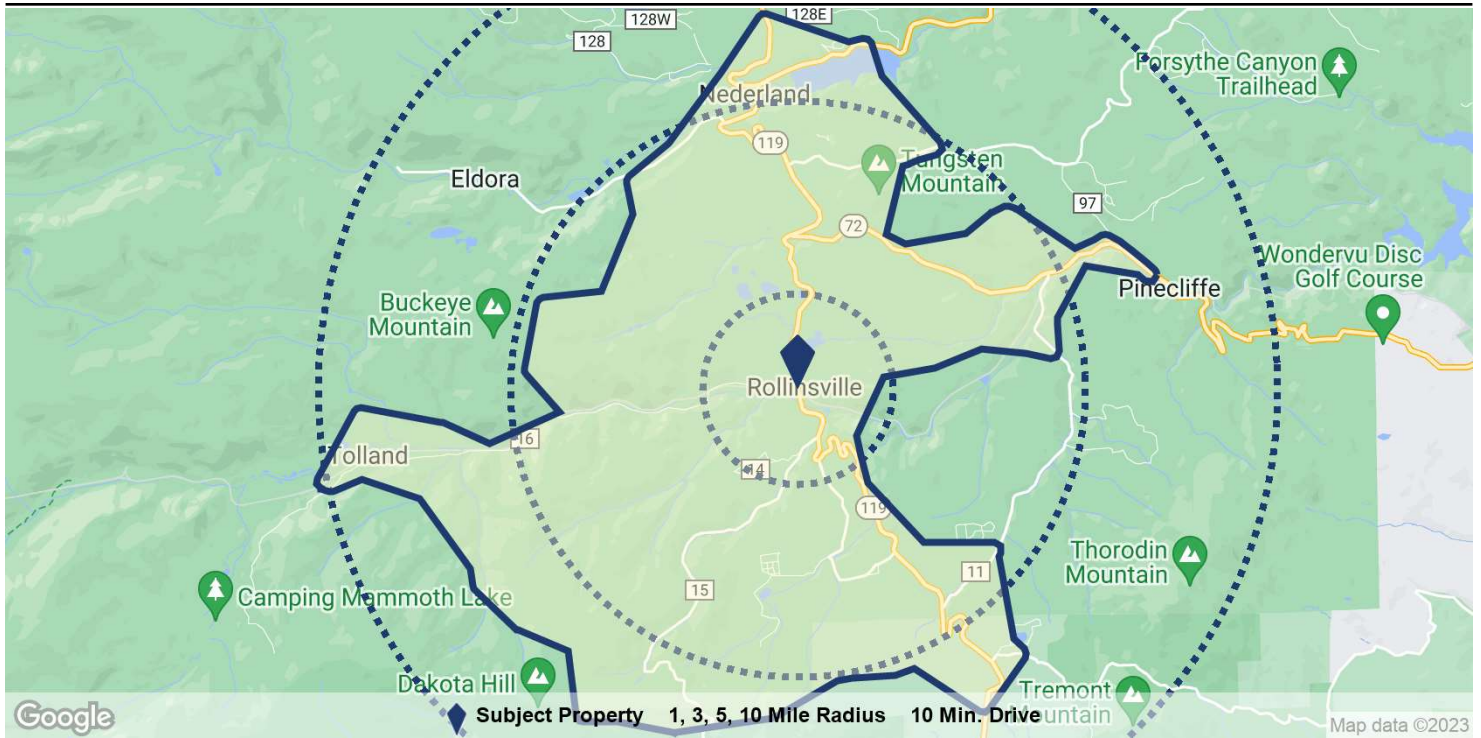 128W
128E
128
Forsythe Canyon
Trailhead
Nederland
119
Eldora
Tungsten
Mountain
97
72
Wondervu Disc
Golf Course
Pinecliffe
Buckeye
Mountain
Rollinsville
16
Tolland
14
119
Thorodin
Mountain
11
15
Camping Mammoth Lake
Dakota Hill
Tremont
Mountain
Google
Subject Property 1, 3, 5, 10 Mile Radius 10 Min. Drive
Map data ©2023